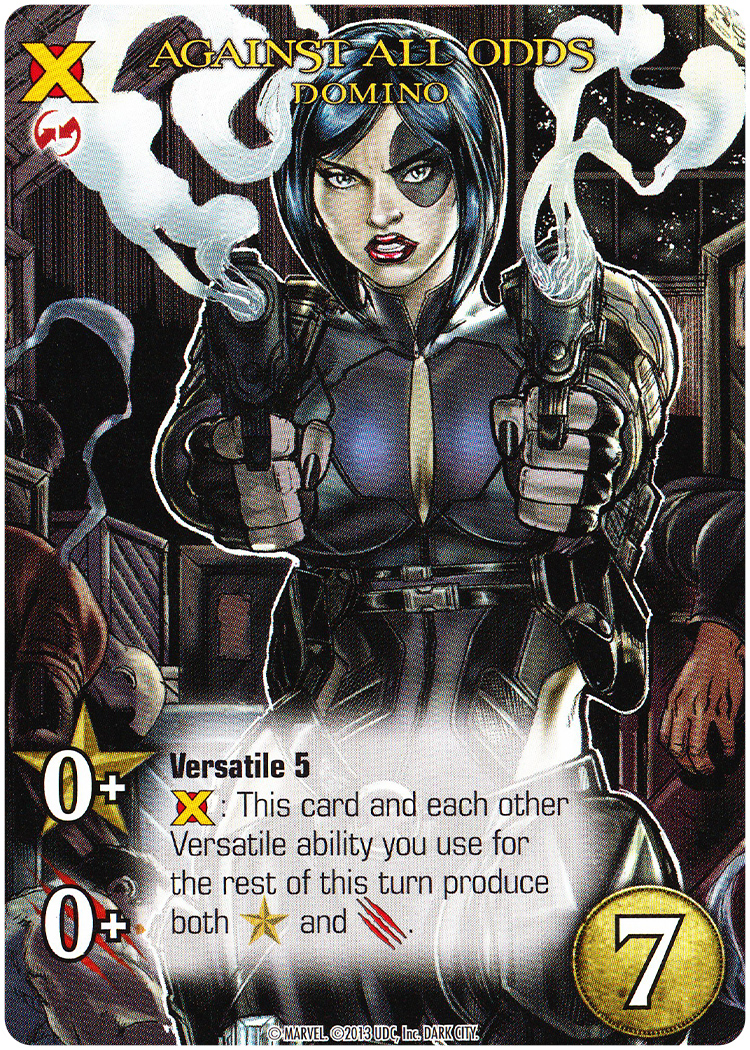 AGAINST ALL ODDS
DOMINO
0+
0+
Versatile 5
X: This card and each other
Versatile ability you use for
the rest of this turn produce
both and .
7
© MARVEL. ©2013 UDC, Inc. DARK CITY.